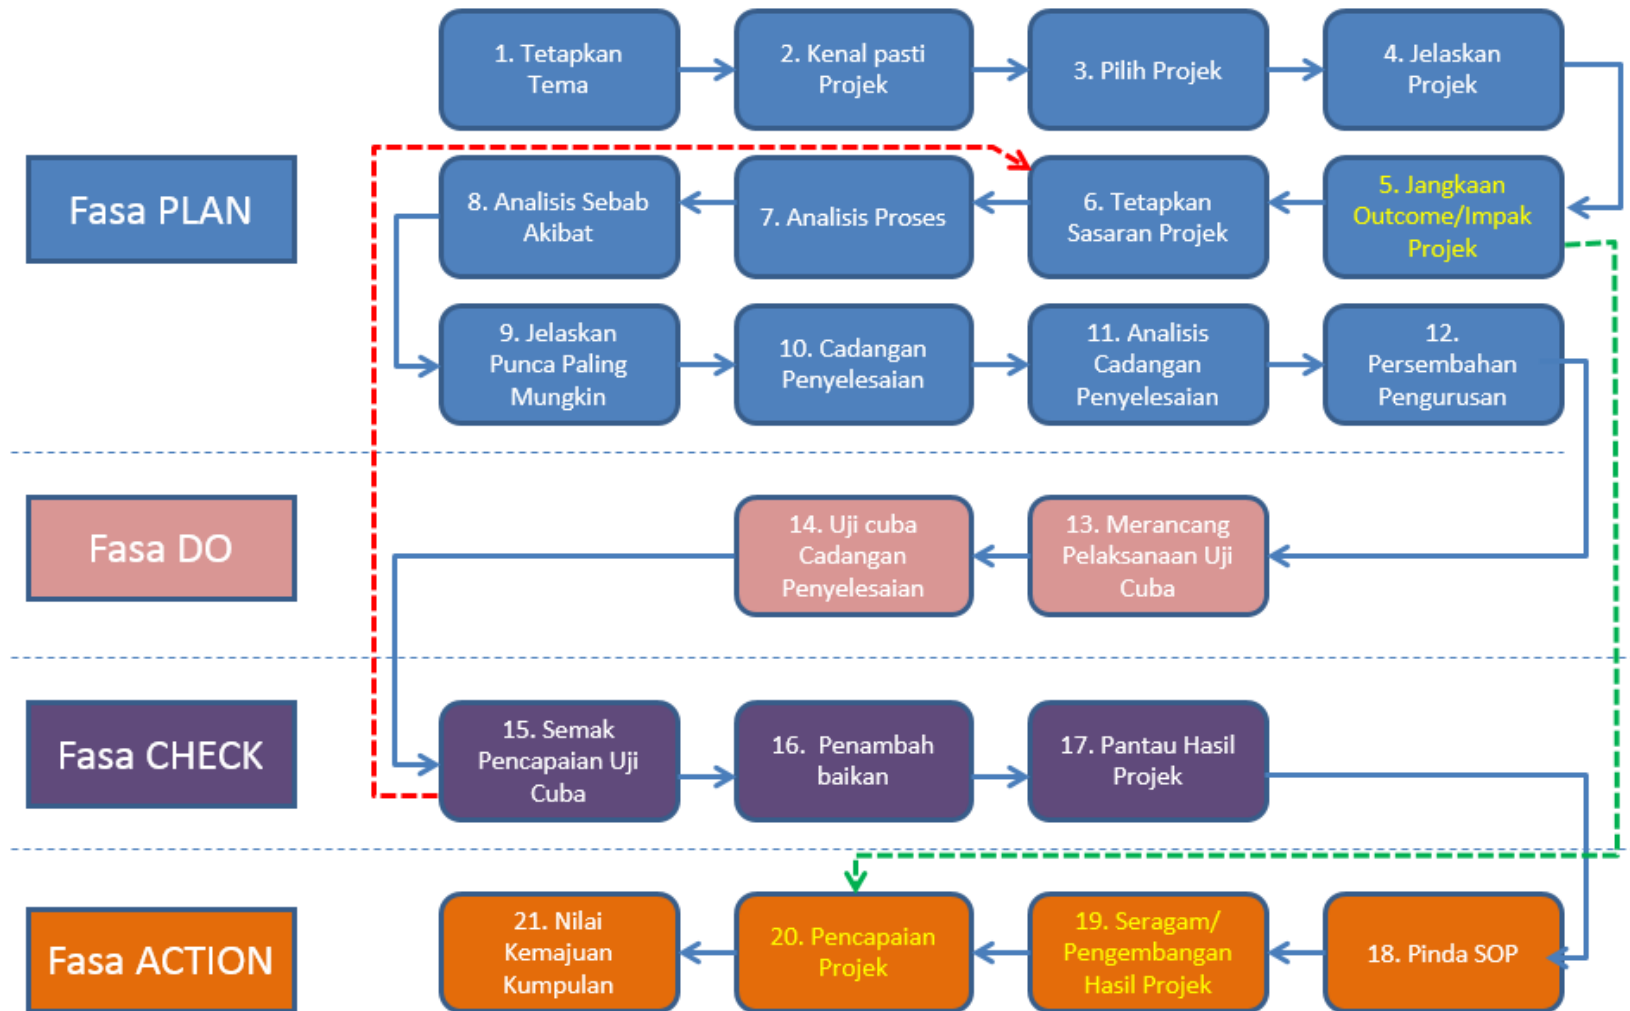 1. Tetapkan
Tema
2. Kenal pasti
Projek
3. Pilih Projek
4. Jelaskan
Projek
Fasa PLAN
5. Jangkaan
Outcome/Impak
Projek
6. Tetapkan
Sasaran Projek
7. Analisis Proses
8. Analisis Sebab
Akibat
9. Jelaskan
Punca Paling
Mungkin
10. Cadangan
Penyelesaian
11. Analisis
Cadangan
Penyelesaian
12.
Persembahan
Pengurusan
Fasa DO
13. Merancang
Pelaksanaan Uji
Cuba
14. Uji cuba
Cadangan
Penyelesaian
Fasa CHECK
15. Semak
Pencapaian Uji
Cuba
16. Penambah
baikan
17. Pantau Hasil
Projek
Fasa ACTION
18. Pinda SOP
19. Seragam/
Pengembangan
Hasil Projek
20. Pencapaian
Projek
21. Nilai
Kemajuan
Kumpulan